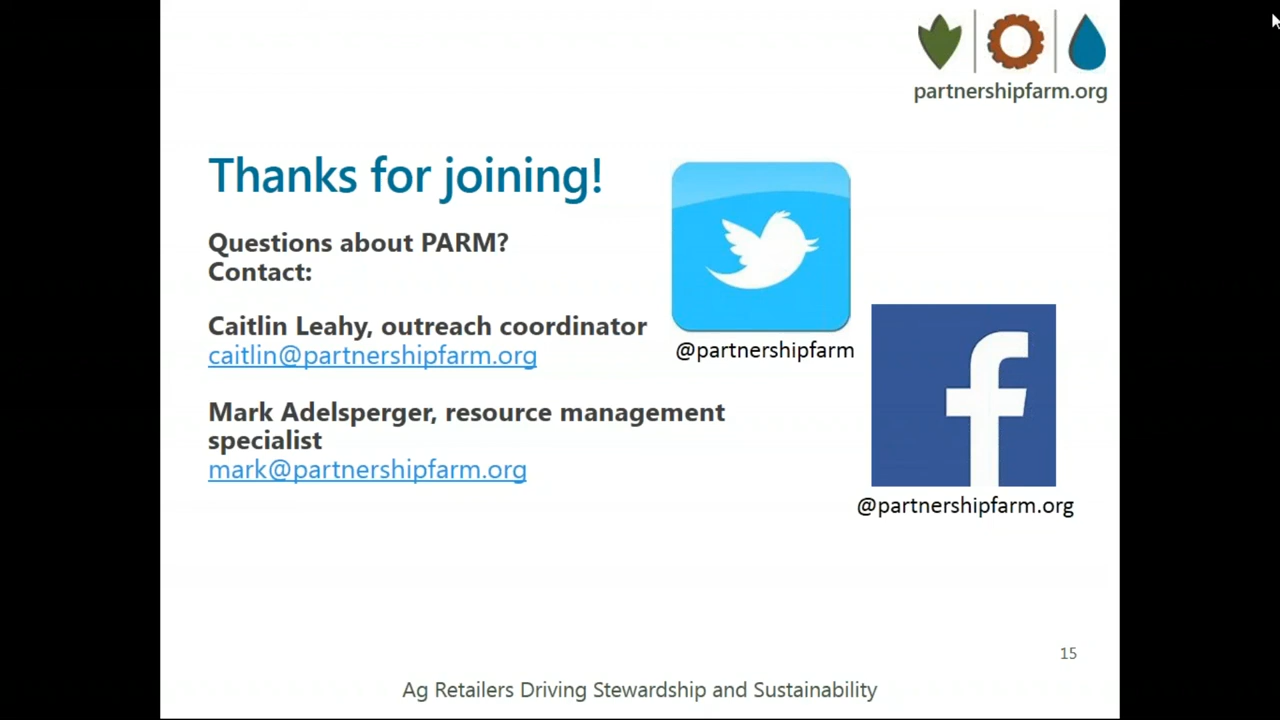 partnershipfarm.org
Thanks for joining!
Questions about PARM?
Contact:
Caitlin Leahy, outreach coordinator
caitlin@partnershipfarm.org
Mark Adelsperger, resource management
specialist
mark@partnershipfarm.org
@partnershipfarm
@partnershipfarm.org
15
Ag Retailers Driving Stewardship and Sustainability